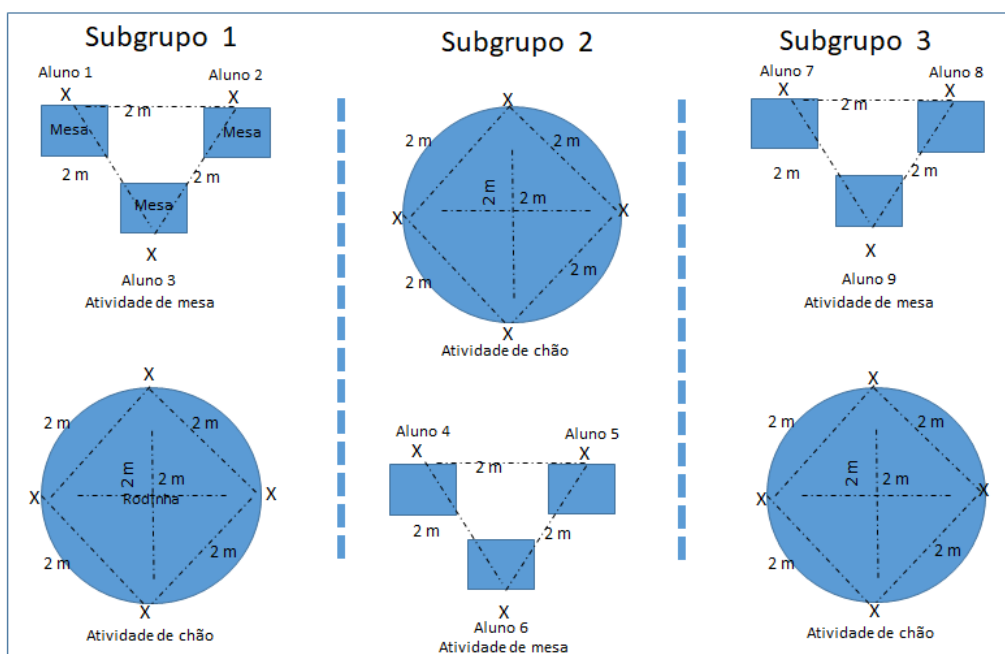 Subgrupo 1
Aluno 1
Aluno 2
X
X
2 m
Mesa
Mesa
2 m
2 m
Mesa
X
Aluno 3
Atividade de mesa
X
2 m
2 m
2 m
2 m
Rodinha
X
X
2 m
2 m
X
Atividade de chão
Subgrupo 2
X
2 m
2 m
2 m
2 m
X
X
2 m
2 m
X
Atividade de chão
Aluno 4
Aluno 5
X
X
2 m
2 m
2 m
X
Aluno 6
Atividade de mesa
Subgrupo 3
Aluno 7
Aluno 8
X
X
2 m
2 m
2 m
X
Aluno 9
Atividade de mesa
X
2 m
2 m
2 m
2 m
X
X
2 m
2 m
X
Atividade de chão